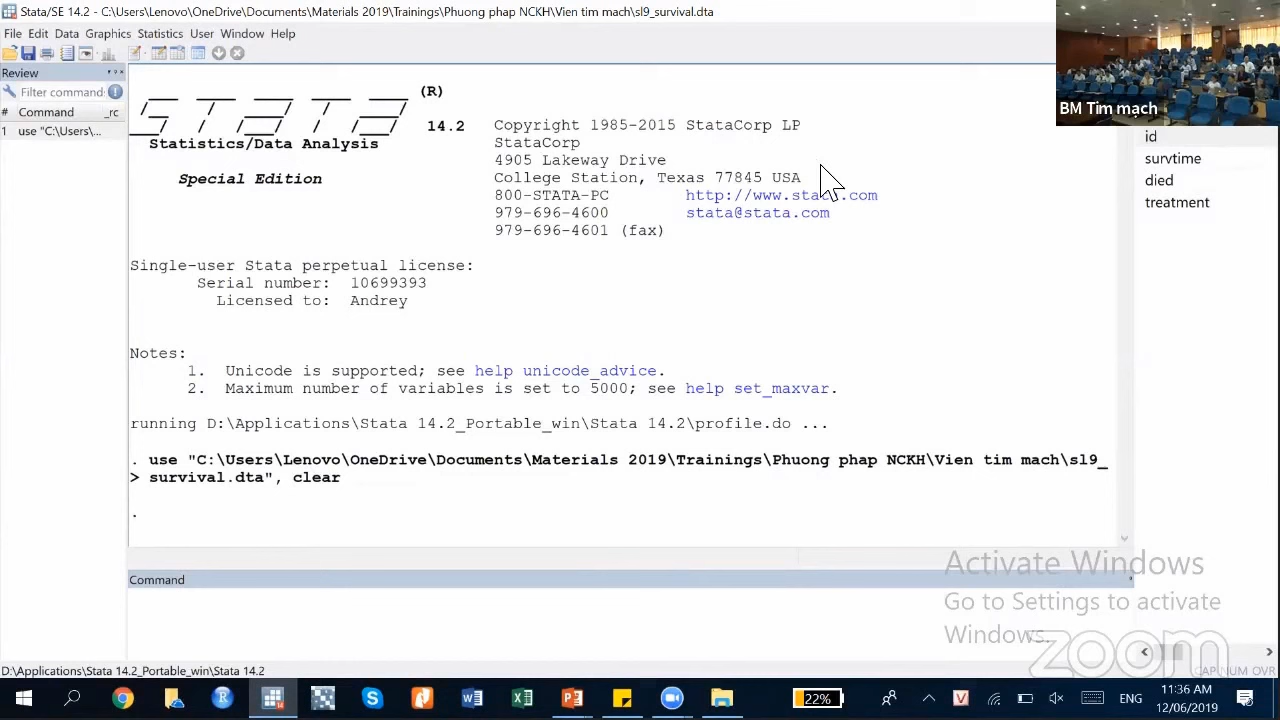 Stata/SE 14.2 - C:\Users\Lenovo\OneDrive\Documents\Materials 2019\Trainings\Phuong phap NCKH\Vien tim mach\sl9_survival.dta
File Edit Data Graphics Statistics User Window Help
Review
Filter commands
# Command _rc
1 use "C:\Users\...
BM Tim mạch
id
survtime
died
treatment
(R)
14.2 Copyright 1985-2015 StataCorp LP
Statistics/Data Analysis StataCorp
4905 Lakeway Drive
Special Edition College Station, Texas 77845 USA
800-STATA-PC http://www.stata.com
979-696-4600 stata@stata.com
979-696-4601 (fax)
Single-user Stata perpetual license:
Serial number: 10699393
Licensed to: Andrey
Notes:
1. Unicode is supported; see help unicode_advice.
2. Maximum number of variables is set to 5000; see help set_maxvar.
running D:\Applications\Stata 14.2_Portable_win\Stata 14.2\profile.do ...
. use "C:\Users\Lenovo\OneDrive\Documents\Materials 2019\Trainings\Phuong phap NCKH\Vien tim mach\sl9_
> survival.dta", clear
.
Command
Activate Windows
Go to Settings to activate
Windows.
zoom
D:\Applications\Stata 14.2_Portable_win\Stata 14.2
CAP NUM OVR
22%
ENG
11:36 AM
12/06/2019